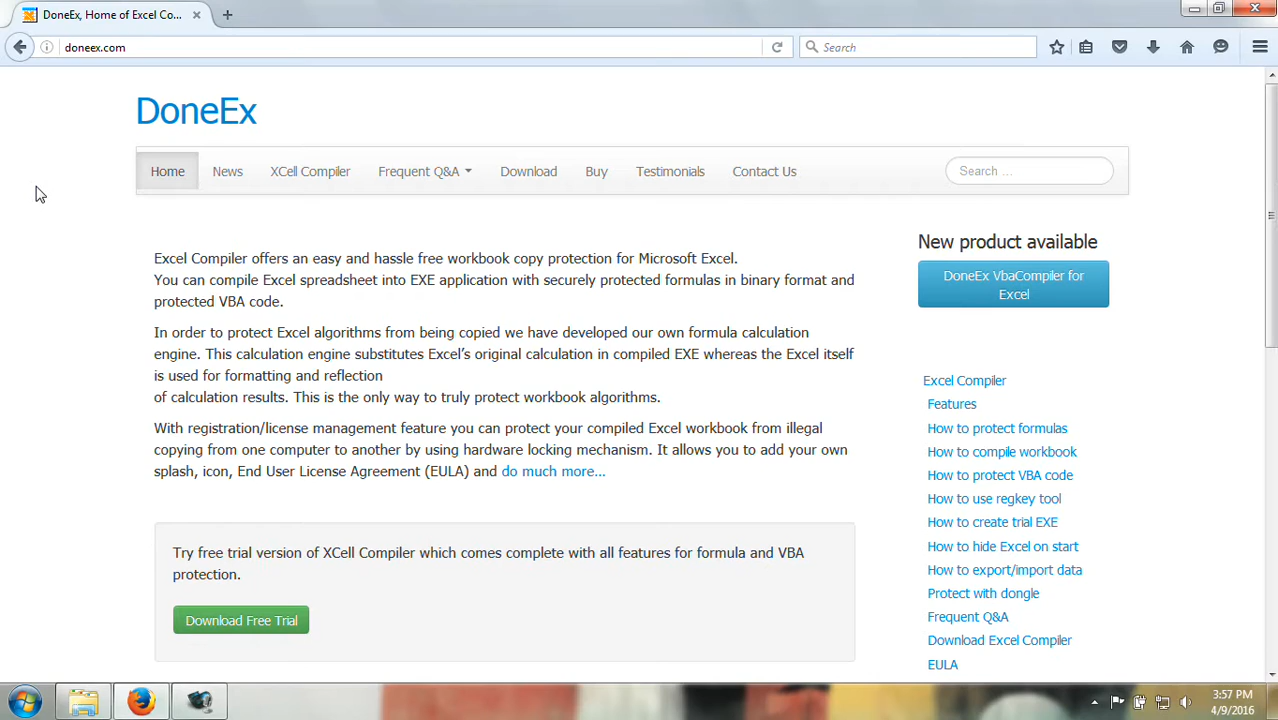 DoneEx, Home of Excel Co...
doneex.com
Search
DoneEx
Home News XCell Compiler Frequent Q&A Download Buy Testimonials Contact Us Search ...
Excel Compiler offers an easy and hassle free workbook copy protection for Microsoft Excel.
You can compile Excel spreadsheet into EXE application with securely protected formulas in binary format and
protected VBA code.
In order to protect Excel algorithms from being copied we have developed our own formula calculation
engine. This calculation engine substitutes Excel's original calculation in compiled EXE whereas the Excel itself
is used for formatting and reflection
of calculation results. This is the only way to truly protect workbook algorithms.
With registration/license management feature you can protect your compiled Excel workbook from illegal
copying from one computer to another by using hardware locking mechanism. It allows you to add your own
splash, icon, End User License Agreement (EULA) and do much more...
Try free trial version of XCell Compiler which comes complete with all features for formula and VBA
protection.
Download Free Trial
New product available
DoneEx VbaCompiler for
Excel
Excel Compiler
Features
How to protect formulas
How to compile workbook
How to protect VBA code
How to use regkey tool
How to create trial EXE
How to hide Excel on start
How to export/import data
Protect with dongle
Frequent Q&A
Download Excel Compiler
EULA
3:57 PM
4/9/2016